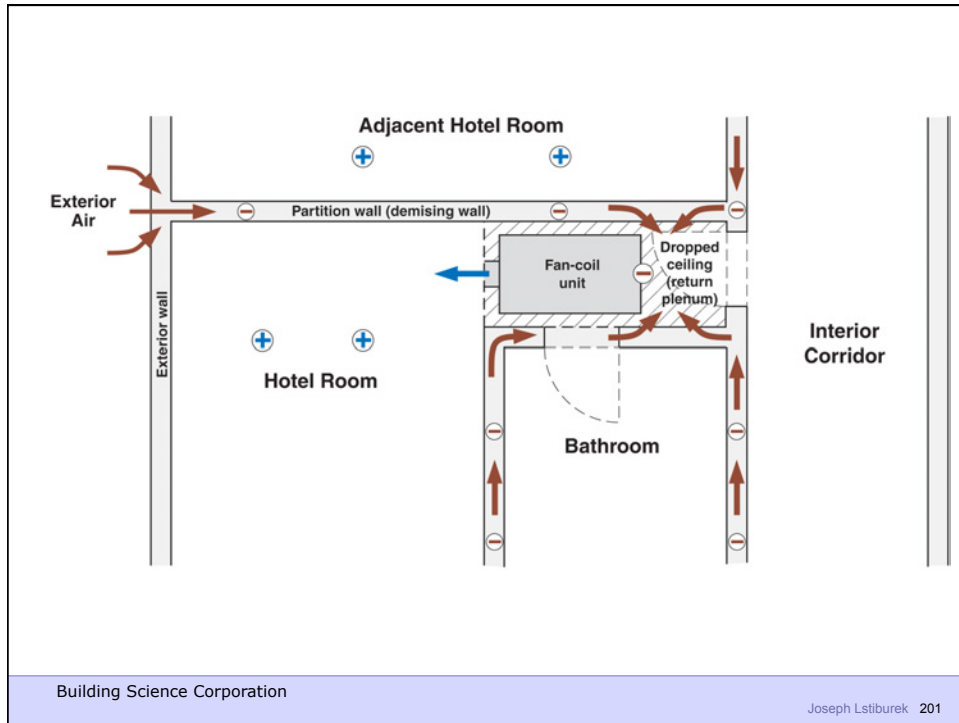 Adjacent Hotel Room
Exterior
Air
Partition wall (demising wall)
Fan-coil
unit
Dropped
ceiling
(return
plenum)
Exterior wall
Interior
Corridor
Hotel Room
Bathroom
Building Science Corporation
Joseph Lstiburek 201